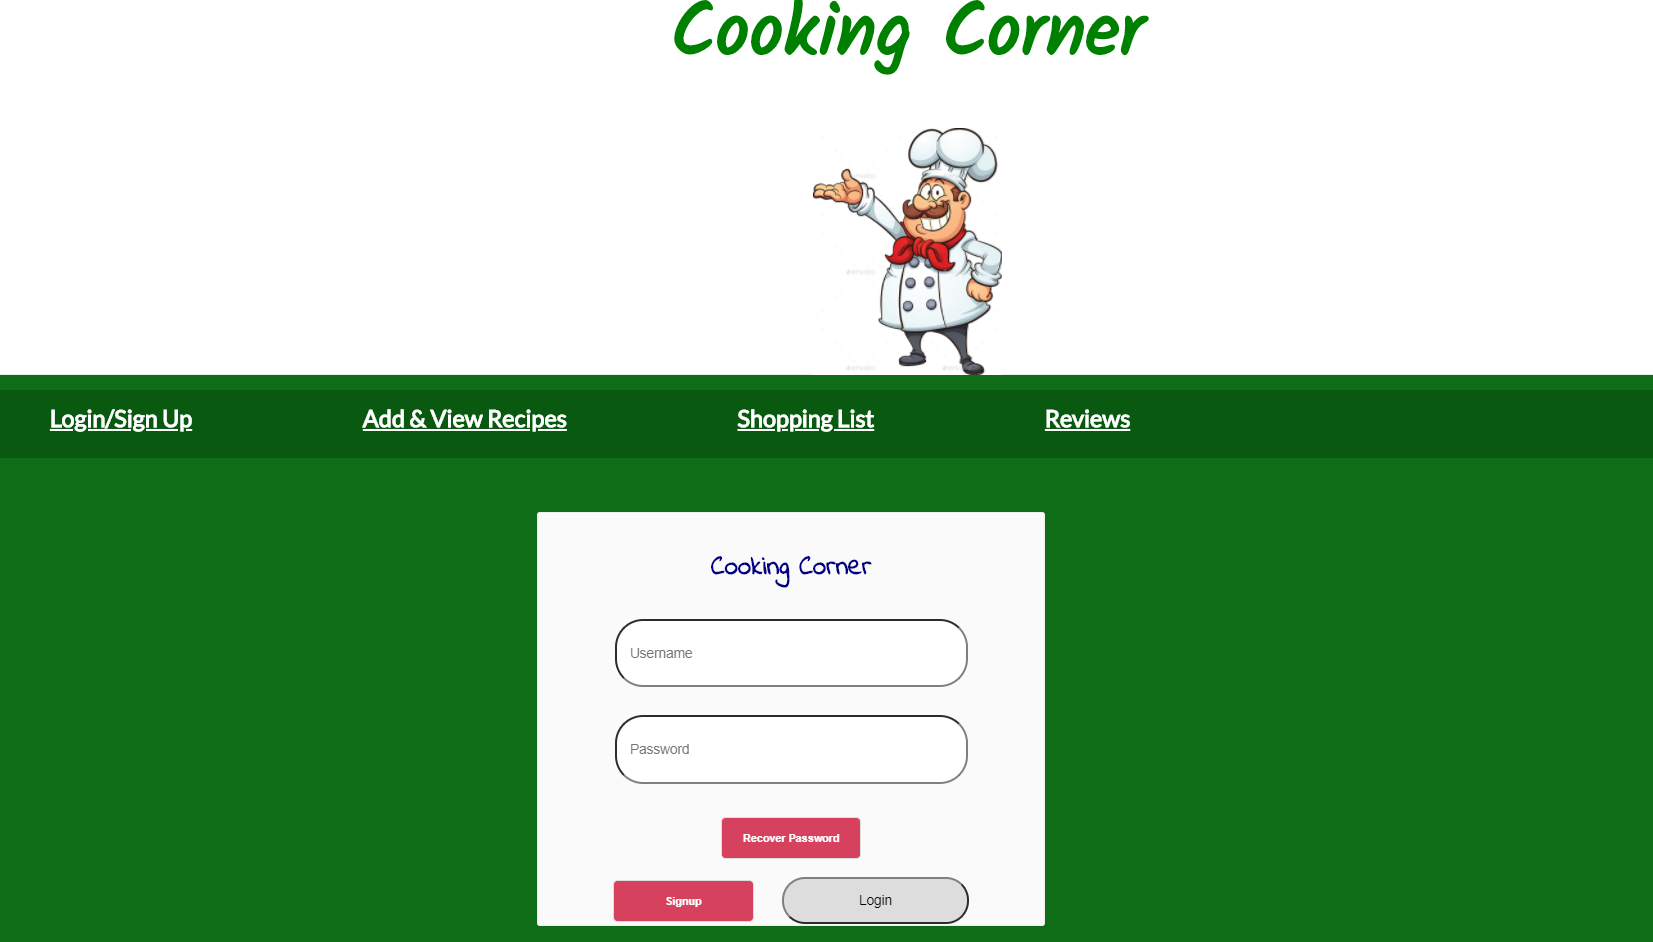 Cooking Corner
Login/Sign Up Add & View Recipes Shopping List Reviews
Cooking Corner
Username
Password
Recover Password
Signup Login